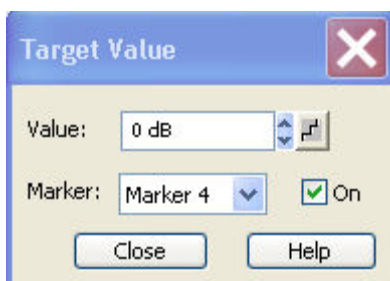 Target Value
Value: 0 dB
Marker: Marker 4 On
Close Help